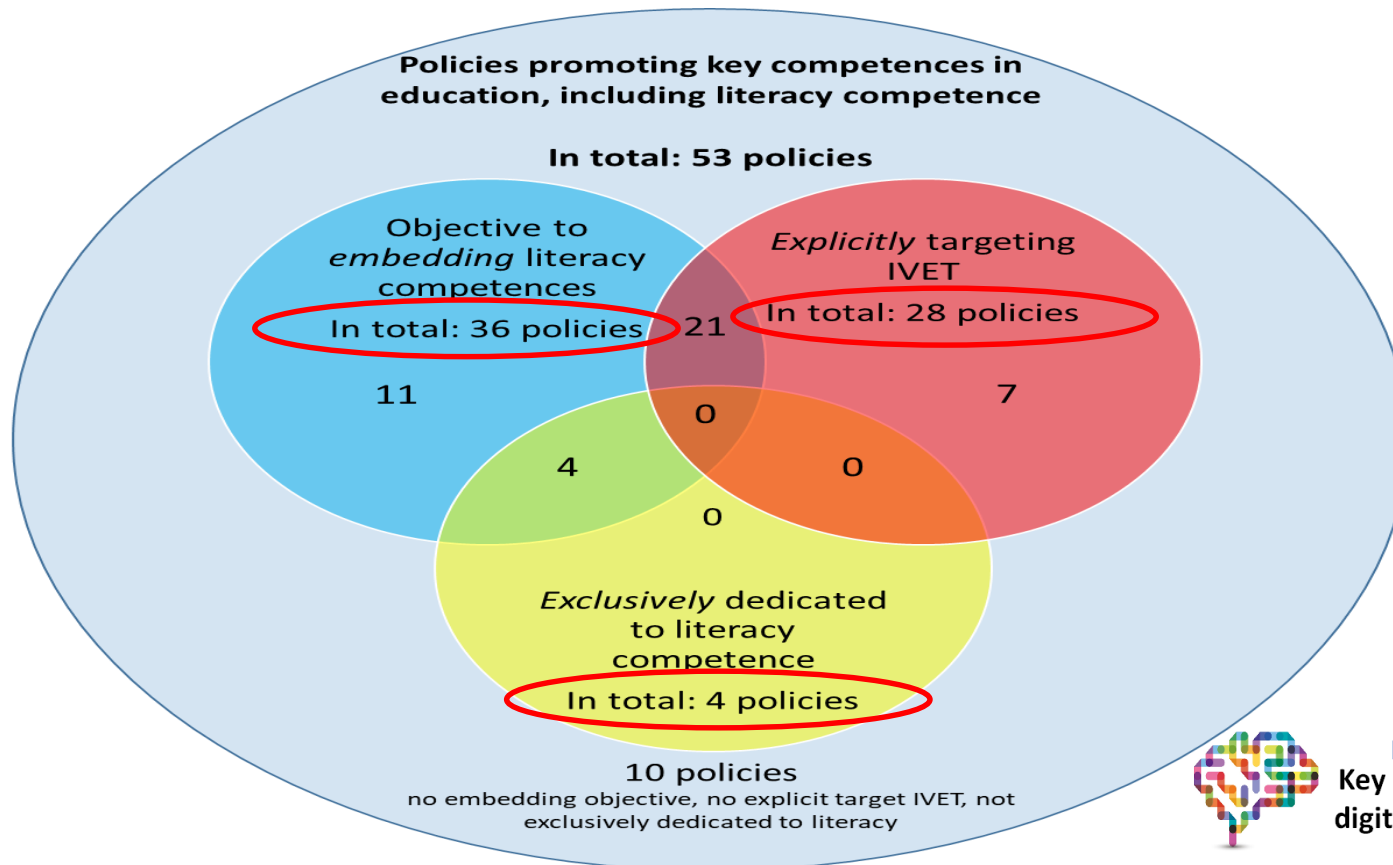 Policies promoting key competences in
education, including literacy competence
In total: 53 policies
Objective to
embedding literacy
competences
In total: 36 policies
Explicitly targeting
IVET
In total: 28 policies
21
11
7
0
4
0
0
Exclusively dedicated
to literacy
competence
In total: 4 policies
10 policies
no embedding objective, no explicit target IVET, not
exclusively dedicated to literacy
Key
digit